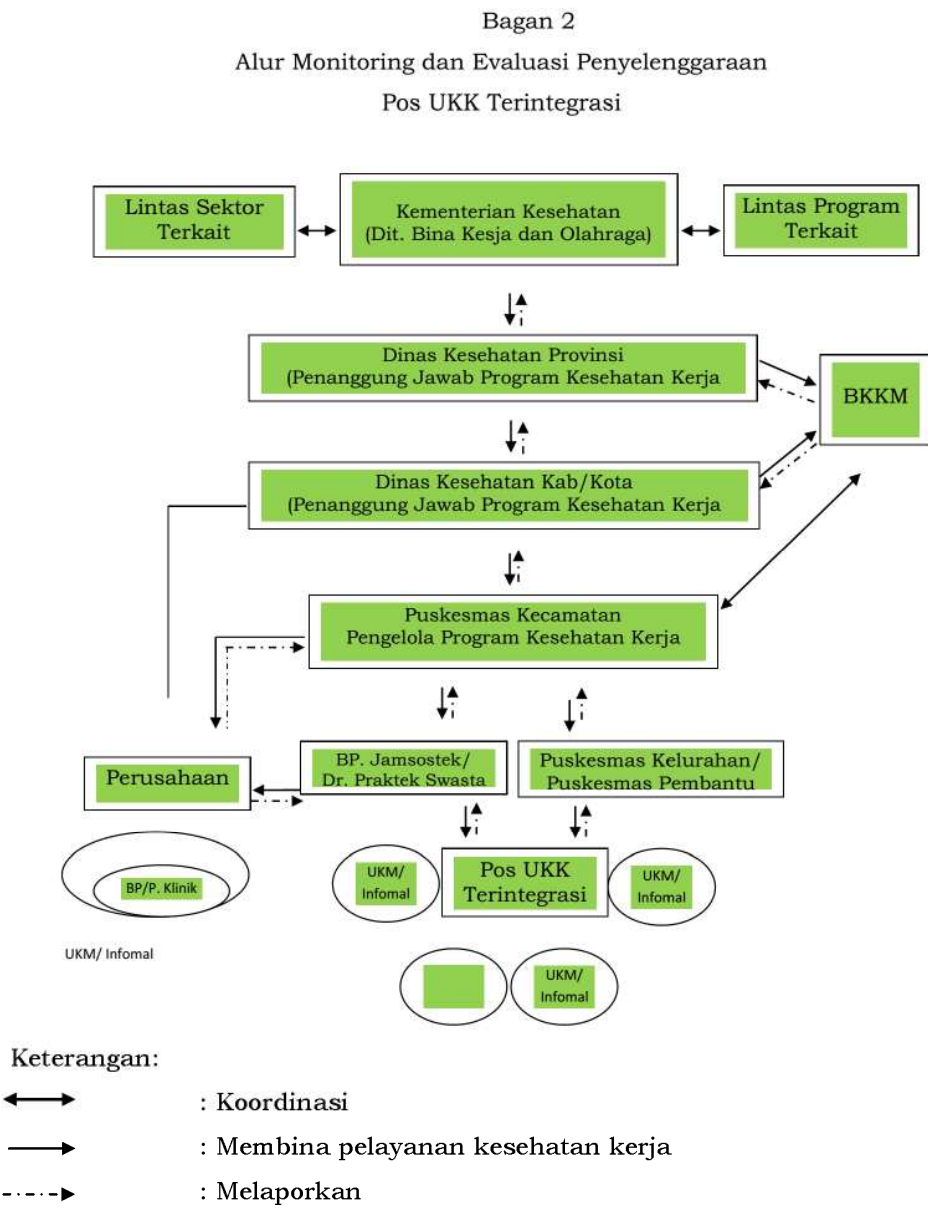 Bagan 2
Alur Monitoring dan Evaluasi Penyelenggaraan
Pos UKK Terintegrasi
Lintas Sektor
Terkait
Kementerian Kesehatan
(Dit. Bina Kesja dan Olahraga)
Lintas Program
Terkait
Dinas Kesehatan Provinsi
(Penanggung Jawab Program Kesehatan Kerja
BKKM
Dinas Kesehatan Kab/Kota
(Penanggung Jawab Program Kesehatan Kerja
Puskesmas Kecamatan
Pengelola Program Kesehatan Kerja
Perusahaan
BP. Jamsostek/
Dr. Praktek Swasta
Puskesmas Kelurahan/
Puskesmas Pembantu
BP/P. Klinik
UKM/
Infomal
Pos UKK
Terintegrasi
UKM/
Infomal
UKM/ Infomal
UKM/
Infomal
Keterangan:
: Koordinasi
: Membina pelayanan kesehatan kerja
: Melaporkan